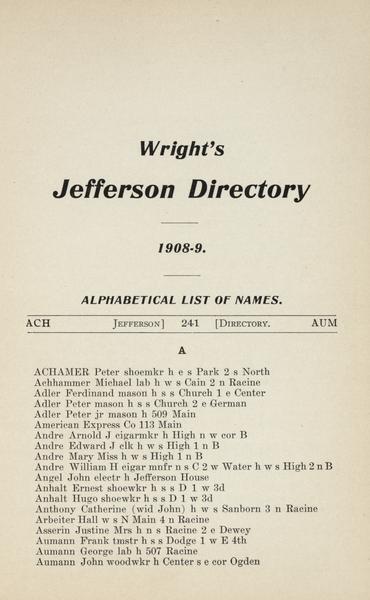 Wright's
Jefferson Directory
1908-9.
ALPHABETICAL LIST OF NAMES.
ACH JEFFERSON] 241 [DIRECTORY. AUM
A
ACHAMER Peter shoemkr h e s Park 2 s North
Achhammer Michael lab h w s Cain 2 n Racine
Adler Ferdinand mason h s s Church 1 e Center
Adler Peter mason h s s Church 2 e German
Adler Peter jr mason h 509 Main
American Express Co 113 Main
Andre Arnold J cigarmkr h High n w cor B
Andre Edward J clk h w s High 1 n B
Andre Mary Miss h w s High 1 n B
Andre William H cigar mnfr n s C 2 w Water h w s High 2 n B
Angel John electr h Jefferson House
Anhalt Ernest shoewkr h s s D 1 w 3d
Anhalt Hugo shoewkr h s s D 1 w 3d
Anthony Catherine (wid John) h w s Sanborn 3 n Racine
Arbeiter Hall w s N Main 4 n Racine
Asserin Justine Mrs h n s Racine 2 e Dewey
Aumann Frank tmstr h s s Dodge 1 w E 4th
Aumann George lab h 507 Racine
Aumann John woodwkr h Center s e cor Ogden